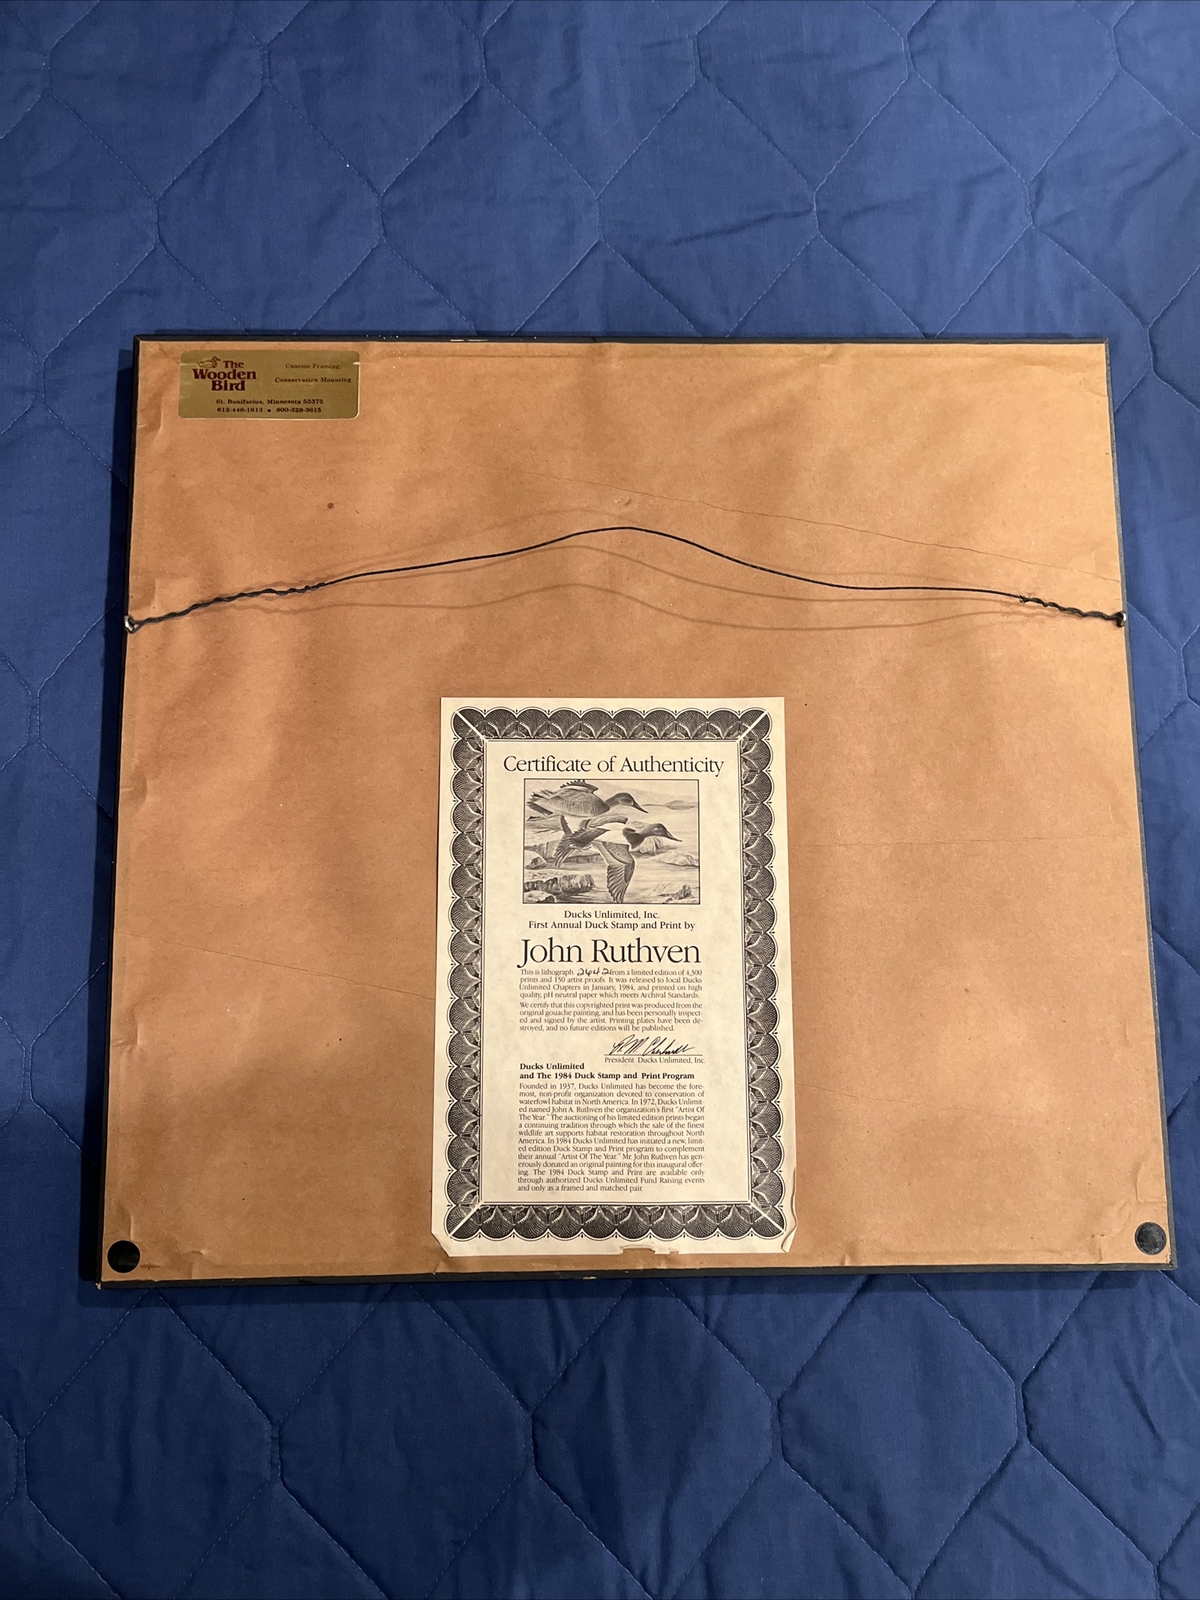 The
Wooden
Bird
Custom Framing,
Conservation Mounting
St. Bonifacius, Minnesota 55375
612-446-1613 • 800-328-3615
Certificate of Authenticity
Ducks Unlimited, Inc.
First Annual Duck Stamp and Print by
John Ruthven
This is lithograph 2642 from a limited edition of 4,300
prints and 150 artist proofs. It was released to local Ducks
Unlimited Chapters in January, 1984, and printed on high
quality, pH neutral paper which meets Archival Standards.
We certify that this copyrighted print was produced from the
original gouache painting, and has been personally inspect-
ed and signed by the artist. Printing plates have been de-
stroyed, and no future editions will be published.
President Ducks Unlimited, Inc.
Ducks Unlimited
and The 1984 Duck Stamp and Print Program
Founded in 1937, Ducks Unlimited has become the fore-
most, non-profit organization devoted to conservation of
waterfowl habitat in North America. In 1972, Ducks Unlimit-
ed named John A. Ruthven the organization's first "Artist Of
The Year." The auctioning of his limited edition prints began
a continuing tradition through which the sale of the finest
wildlife art supports habitat restoration throughout North
America. In 1984 Ducks Unlimited has initiated a new, limit-
ed edition Duck Stamp and Print program to complement
their annual "Artist Of The Year." Mr. John Ruthven has gen-
erously donated an original painting for this inaugural offer-
ing. The 1984 Duck Stamp and Print are available only
through authorized Ducks Unlimited Fund Raising events
and only as a framed and matched pair.